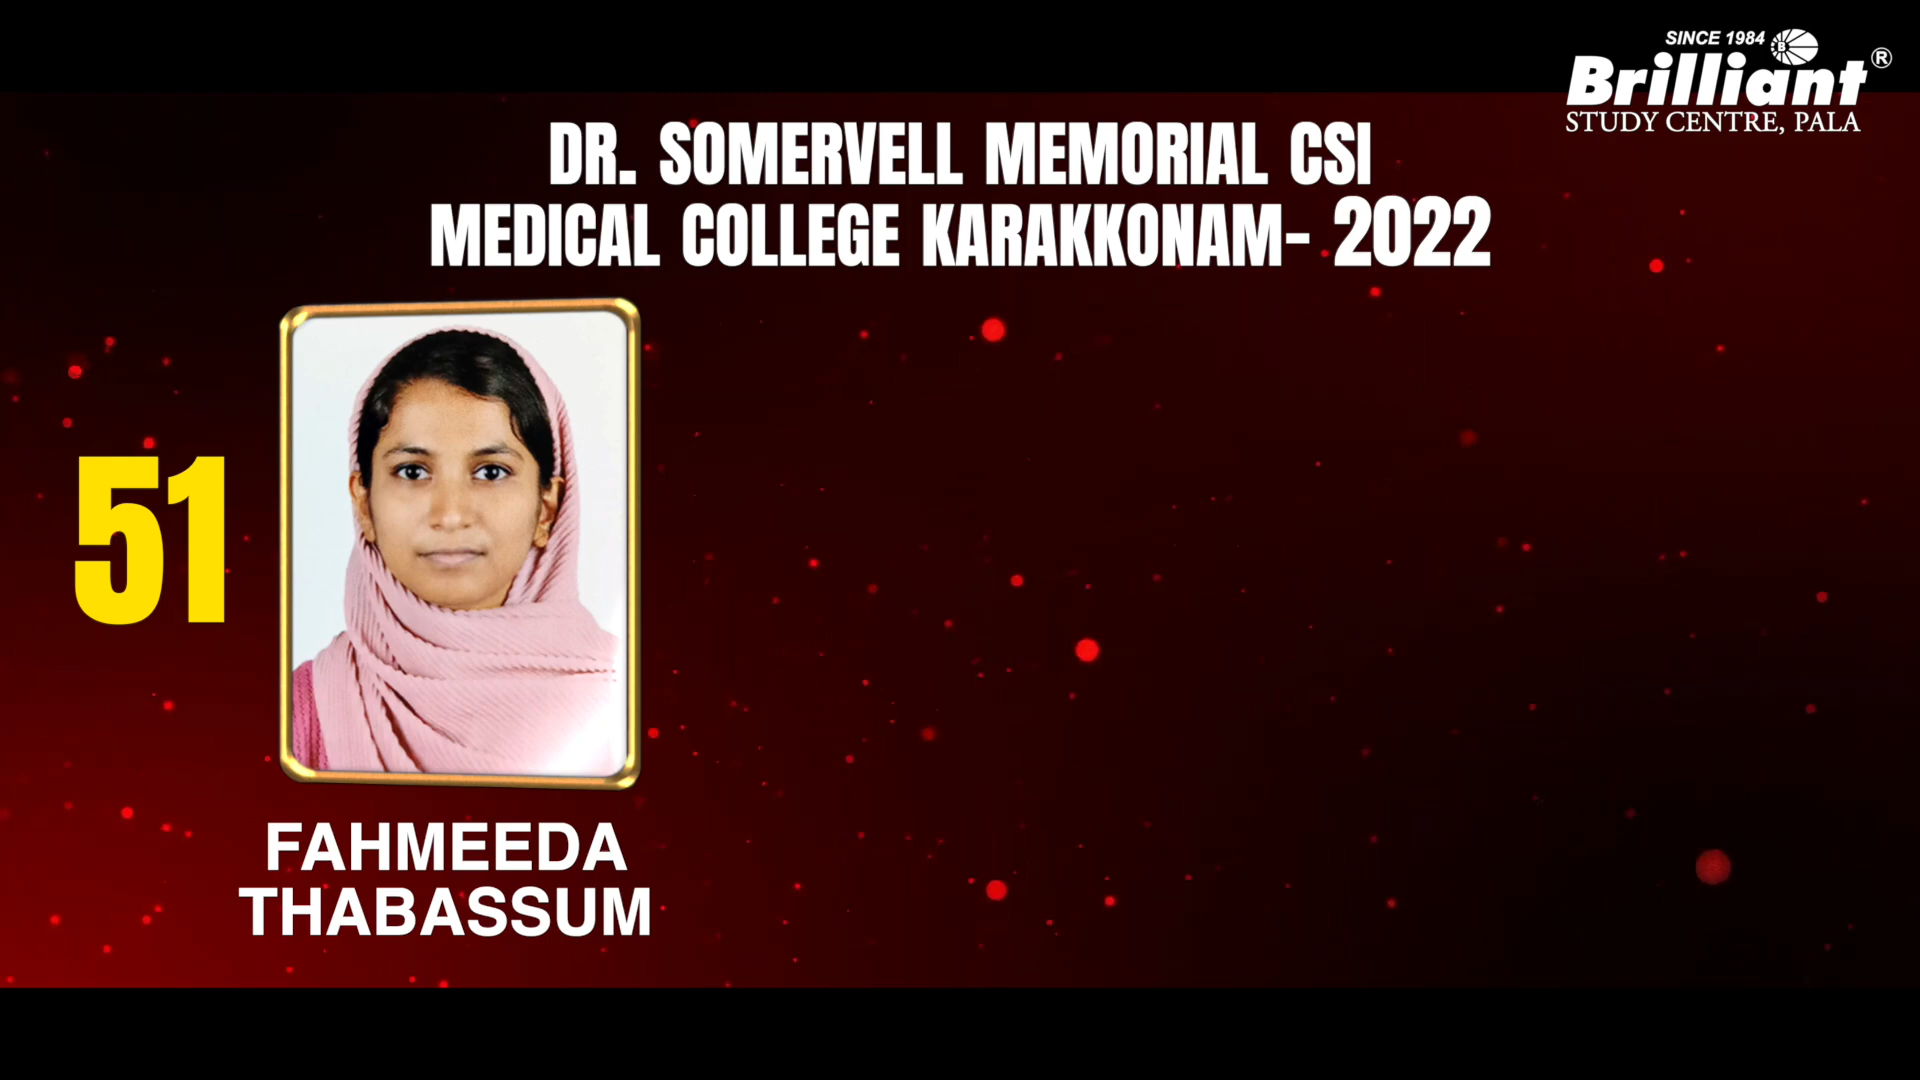 SINCE 1984
B
Brilliant®
STUDY CENTRE, PALA
DR. SOMERVELL MEMORIAL CSI
MEDICAL COLLEGE KARAKKONAM- 2022
51
FAHMEEDA
THABASSUM